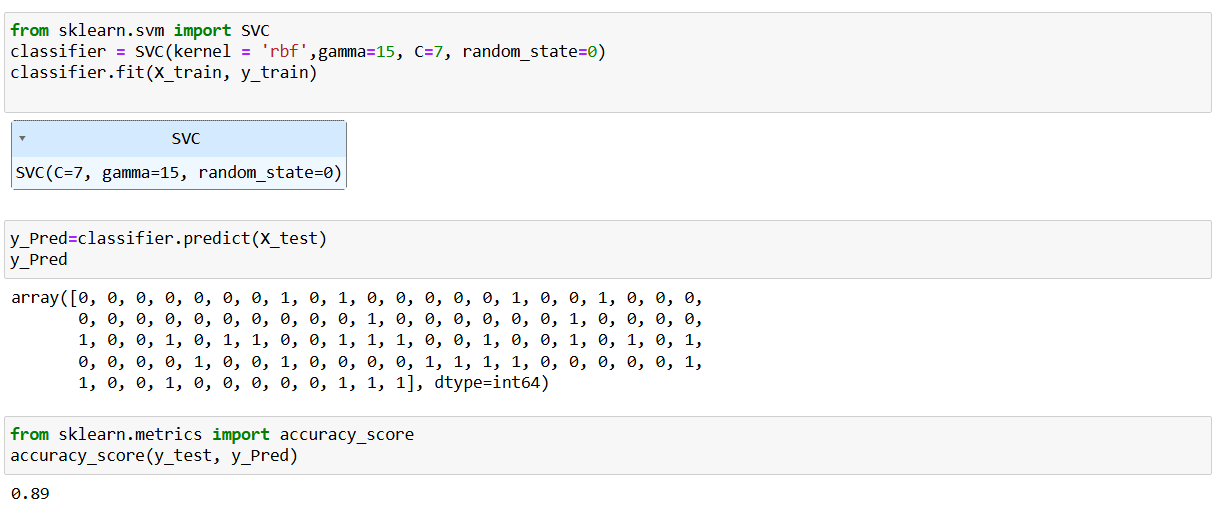 from sklearn.svm import SVC
classifier = SVC(kernel = 'rbf',gamma=15, C=7, random_state=0)
classifier.fit(X_train, y_train)
SVC
SVC(C=7, gamma=15, random_state=0)
y_Pred=classifier.predict(X_test)
y_Pred
array([0, 0, 0, 0, 0, 0, 0, 1, 0, 1, 0, 0, 0, 0, 0, 1, 0, 0, 1, 0, 0, 0,
0, 0, 0, 0, 0, 0, 0, 0, 0, 0, 1, 0, 0, 0, 0, 0, 0, 1, 0, 0, 0, 0,
1, 0, 0, 1, 0, 1, 1, 0, 0, 1, 1, 1, 0, 0, 1, 0, 0, 1, 0, 1, 0, 1,
0, 0, 0, 0, 1, 0, 0, 1, 0, 0, 0, 0, 1, 1, 1, 1, 0, 0, 0, 0, 0, 1,
1, 0, 0, 1, 0, 0, 0, 0, 0, 1, 1, 1], dtype=int64)
from sklearn.metrics import accuracy_score
accuracy_score(y_test, y_Pred)
0.89